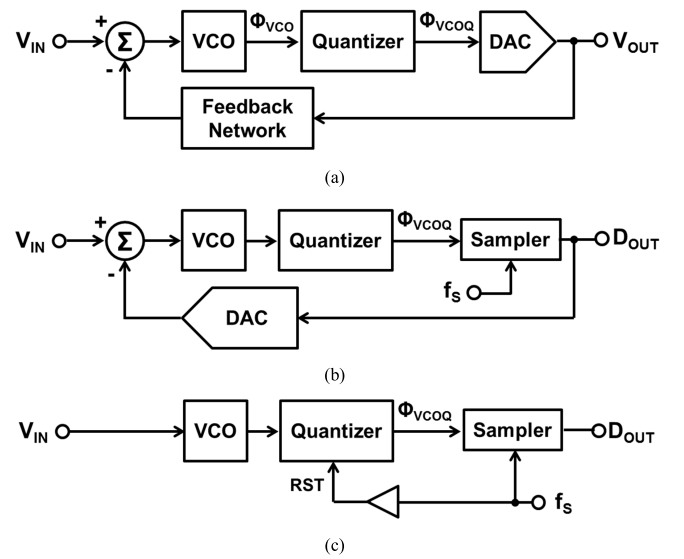 V_IN + Σ - VCO Φ_VCO Quantizer Φ_VCOQ DAC V_OUT
Feedback
Network
(a)
V_IN + Σ - VCO Quantizer Φ_VCOQ Sampler D_OUT
f_S
DAC
(b)
V_IN VCO Quantizer Φ_VCOQ Sampler D_OUT
RST
f_S
(c)